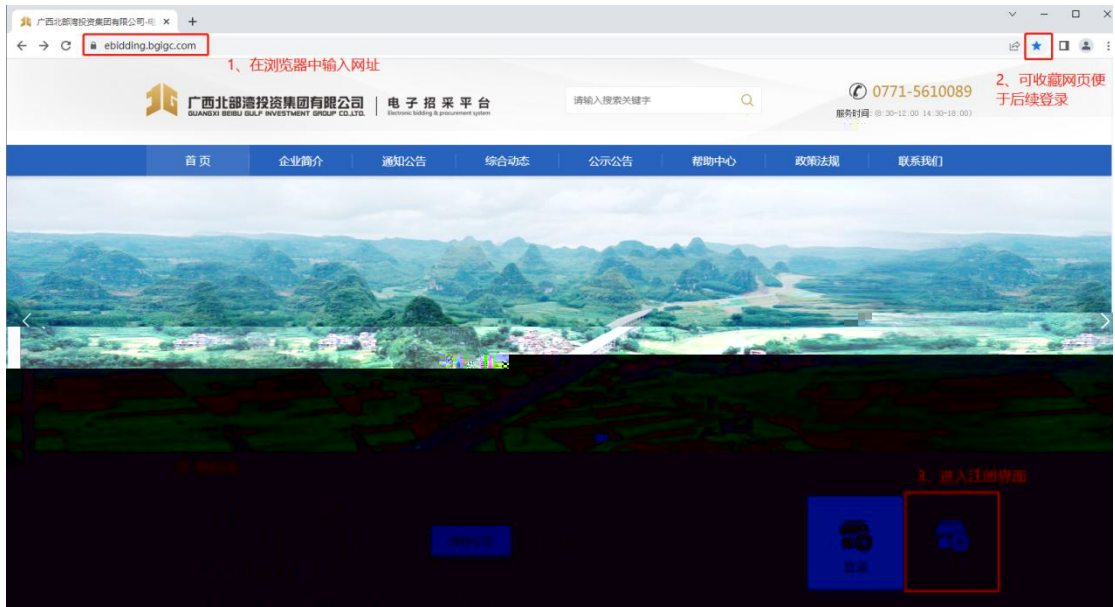 广西北部湾投资集团有限公司-电
ebidding.bgigc.com
1、在浏览器中输入网址
2、可收藏网页便
于后续登录
广西北部湾投资集团有限公司
GUANGXI BEIBU GULF INVESTMENT GROUP CO.,LTD.
电子招采平台
Electronic bidding & procurement system
请输入搜索关键字
0771-5610089
服务时间: (8:30-12:00 14:30-18:00)
首页 企业简介 通知公告 综合动态 公示公告 帮助中心 政策法规 联系我们
3、进入注册界面
登录